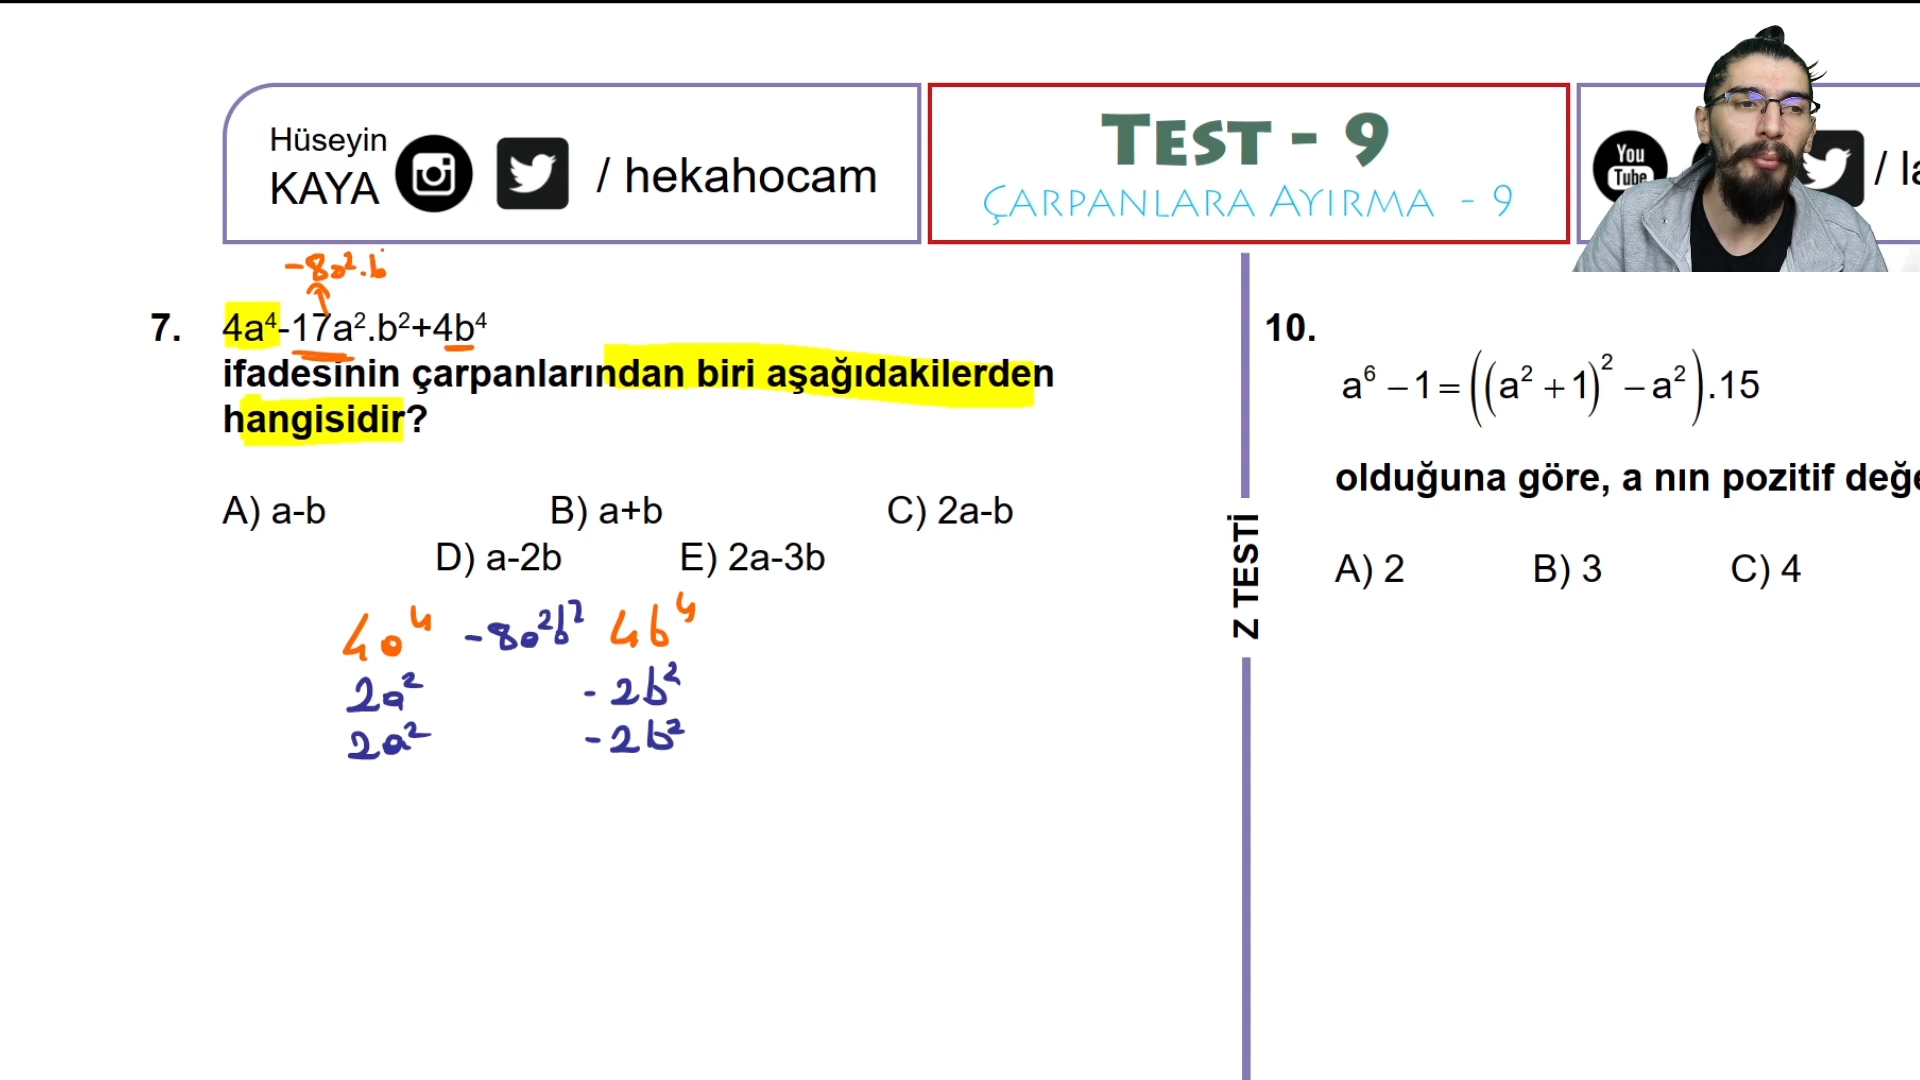 Hüseyin
KAYA
/ hekahocam
TEST - 9
ÇARPANLARA AYIRMA - 9
You
Tube
/ la
-8a².b
7. 4a⁴-17a².b²+4b⁴
ifadesinin çarpanlarından biri aşağıdakilerden
hangisidir?
A) a-b B) a+b C) 2a-b
D) a-2b E) 2a-3b
4a⁴ -8a²b² 4b⁴
2a² -2b²
2a² -2b²
Z TESTİ
10.
a⁶ - 1 = ((a² + 1)² - a²).15
olduğuna göre, a nın pozitif değe
A) 2 B) 3 C) 4